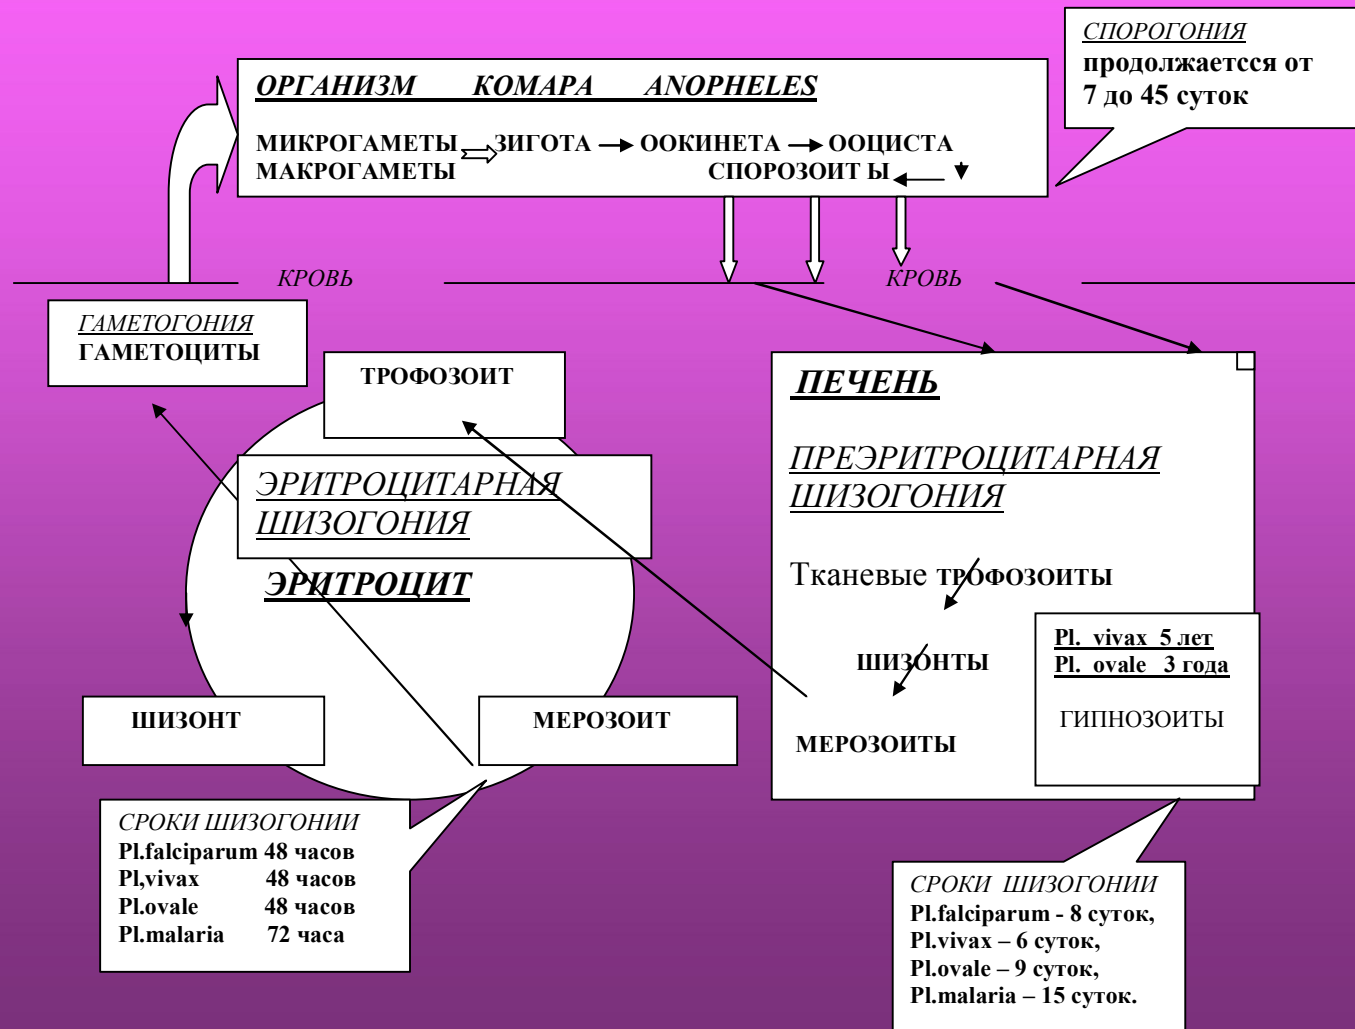 СПОРОГОНИЯ
продолжаетсся от
7 до 45 суток
ОРГАНИЗМ КОМАРА ANOPHELES
МИКРОГАМЕТЫ ЗИГОТА ООКИНЕТА ООЦИСТА
МАКРОГАМЕТЫ СПОРОЗОИТ Ы
КРОВЬ КРОВЬ
ГАМЕТОГОНИЯ
ГАМЕТОЦИТЫ
ТРОФОЗОИТ
ЭРИТРОЦИТАРНАЯ
ШИЗОГОНИЯ
ЭРИТРОЦИТ
ШИЗОНТ
МЕРОЗОИТ
СРОКИ ШИЗОГОНИИ
Pl.falciparum 48 часов
Pl,vivax 48 часов
Pl.ovale 48 часов
Pl.malaria 72 часа
ПЕЧЕНЬ
ПРЕЭРИТРОЦИТАРНАЯ
ШИЗОГОНИЯ
Тканевые ТРОФОЗОИТЫ
ШИЗОНТЫ
МЕРОЗОИТЫ
Pl. vivax 5 лет
Pl. ovale 3 года
ГИПНОЗОИТЫ
СРОКИ ШИЗОГОНИИ
Pl.falciparum - 8 суток,
Pl.vivax – 6 суток,
Pl.ovale – 9 суток,
Pl.malaria – 15 суток.